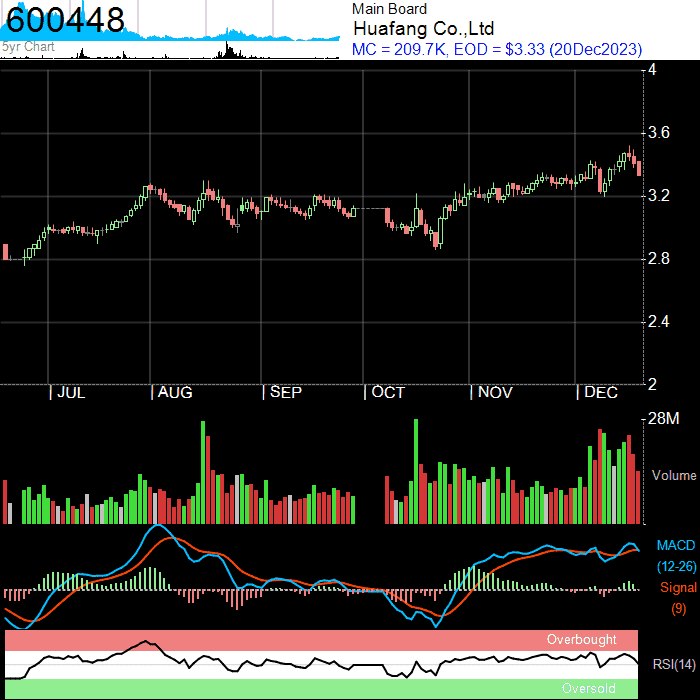 600448
5yr Chart
Main Board
Huafang Co.,Ltd
MC = 209.7K, EOD = $3.33 (20Dec2023)
4
3.6
3.2
2.8
2.4
2
| JUL | AUG | SEP | OCT | NOV | DEC
28M
Volume
MACD
(12-26)
Signal
(9)
Overbought
RSI(14)
Oversold